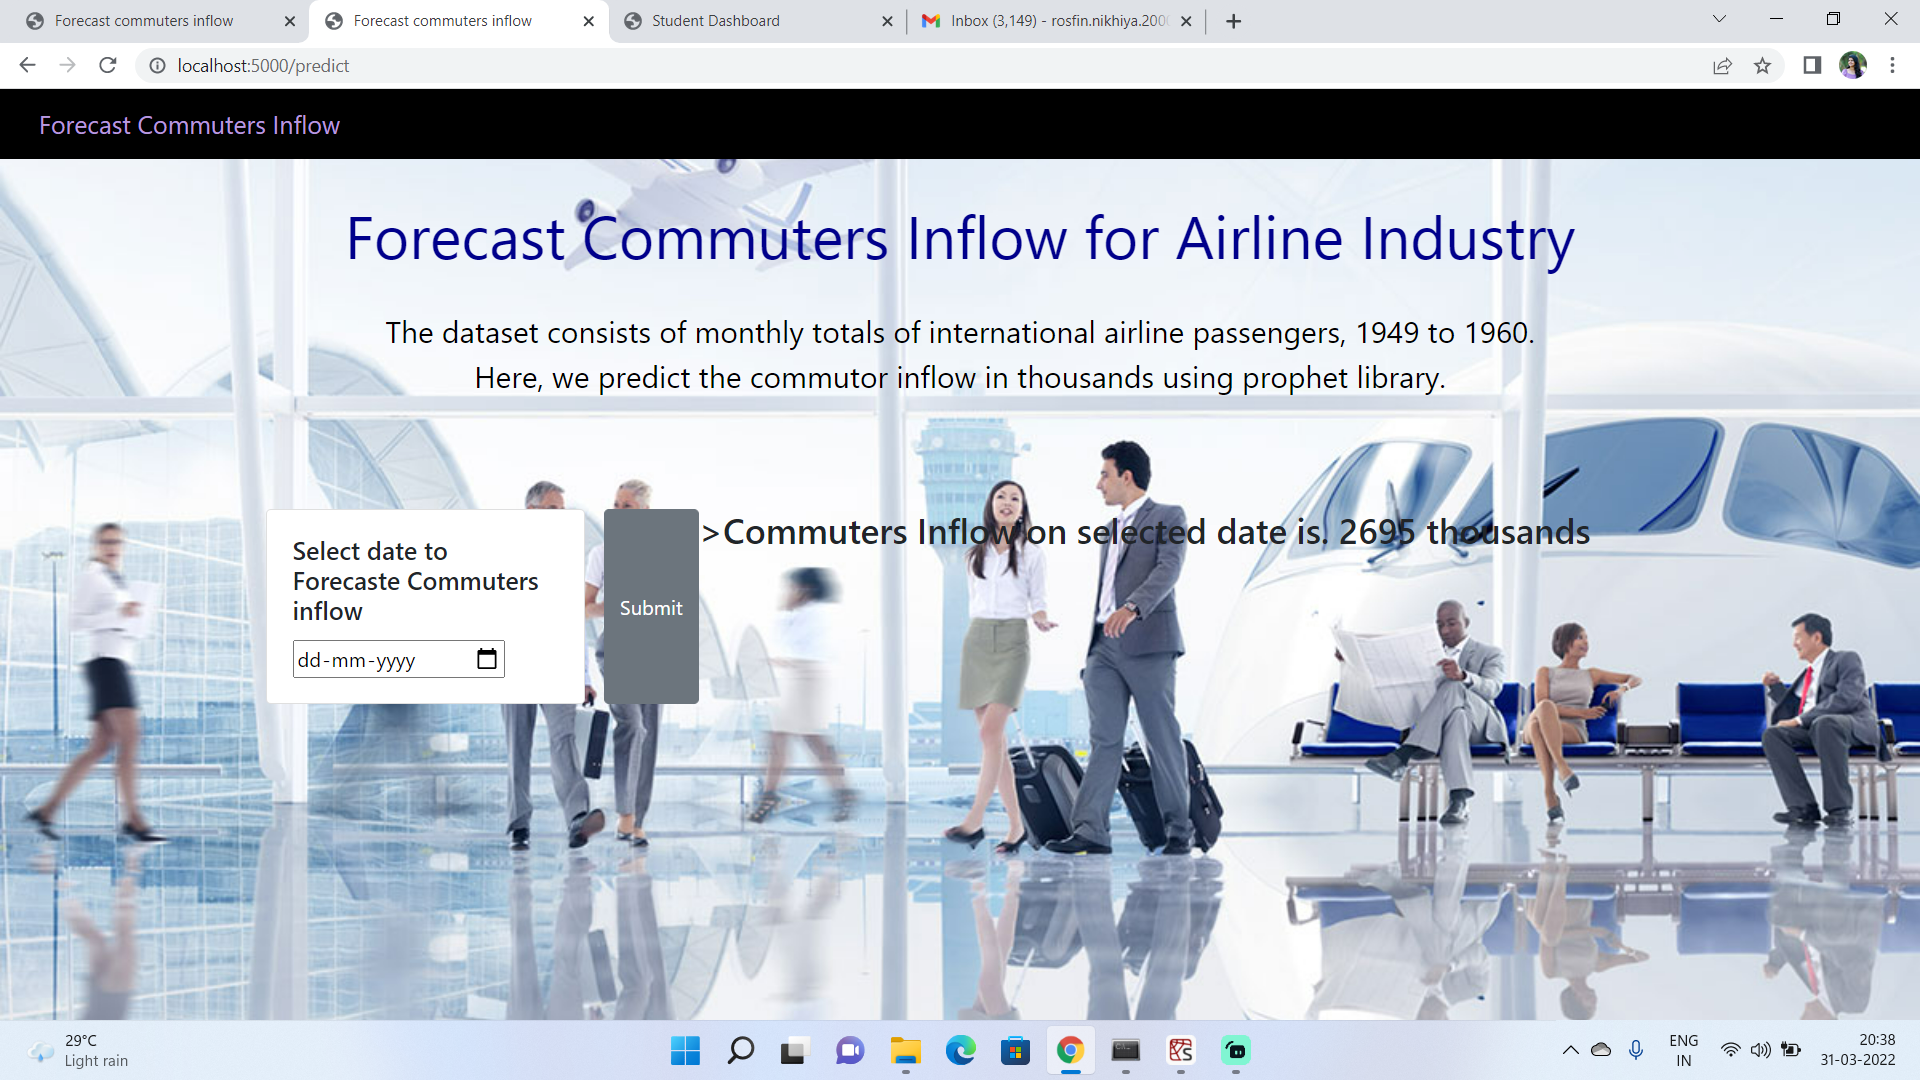 Forecast commuters inflow
Forecast commuters inflow
Student Dashboard
Inbox (3,149) - rosfin.nikhiya.200
localhost:5000/predict
Forecast Commuters Inflow
Forecast Commuters Inflow for Airline Industry
The dataset consists of monthly totals of international airline passengers, 1949 to 1960.
Here, we predict the commutor inflow in thousands using prophet library.
Select date to
Forecaste Commuters
inflow
dd-mm-yyyy
Submit
>Commuters Inflow on selected date is. 2695 thousands
29°C
Light rain
ENG
IN
20:38
31-03-2022